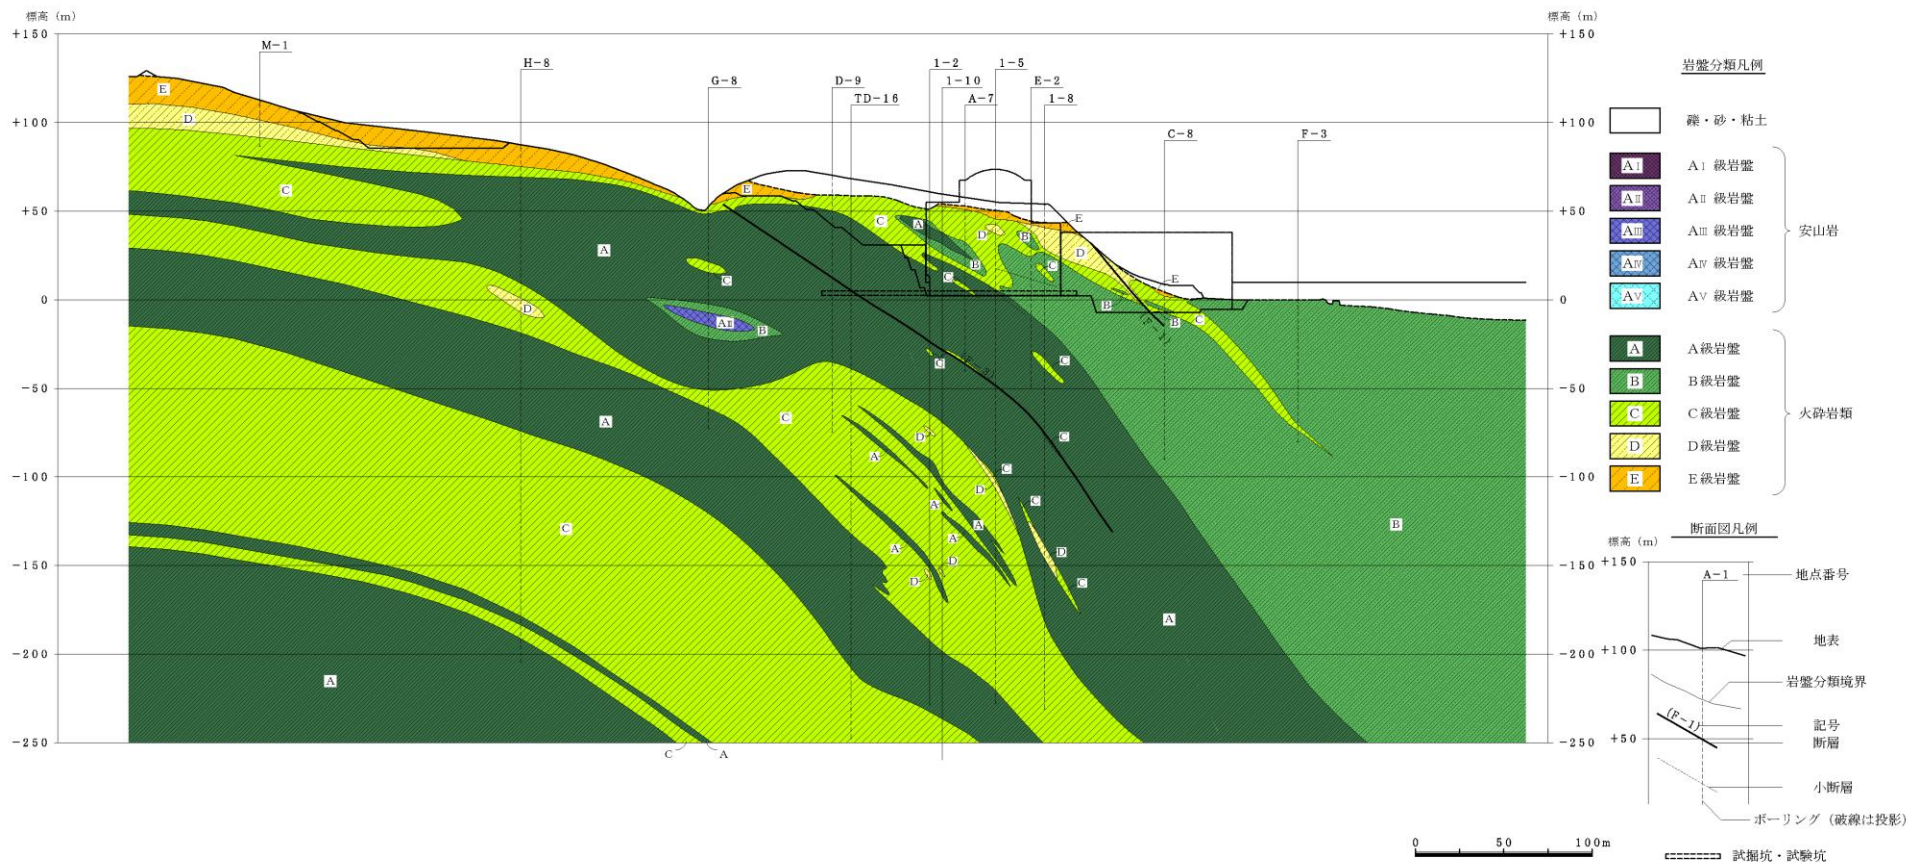 標高（m）
+150
+100
+50
0
−50
−100
−150
−200
−250
M−1
H−8
G−8
D−9
TD−16
1−2
1−10
A−7
1−5
E−2
1−8
C−8
F−3
標高（m）
+150
+100
+50
0
−50
−100
−150
−200
−250
E
D
C
A
D
A
C
A
A
C
AⅢ
B
E
C
A
D
B
B
C
C
E
D
E
B
B
C
C
C
C
C
D
A
A
D
C
A
A
A
D
D
C
D
C
A
B
C
A
岩盤分類凡例
礫・砂・粘土
AⅠ
AⅠ 級岩盤
AⅡ
AⅡ 級岩盤
AⅢ
AⅢ 級岩盤
AⅣ
AⅣ 級岩盤
AⅤ
AⅤ 級岩盤
安山岩
A
A級岩盤
B
B級岩盤
C
C級岩盤
D
D級岩盤
E
E級岩盤
火砕岩類
断面図凡例
標高（m）
+150
+100
+50
A−1
地点番号
地表
岩盤分類境界
(F−1)
記号
断層
小断層
ボーリング（破線は投影）
試掘坑・試験坑
0
50
100m